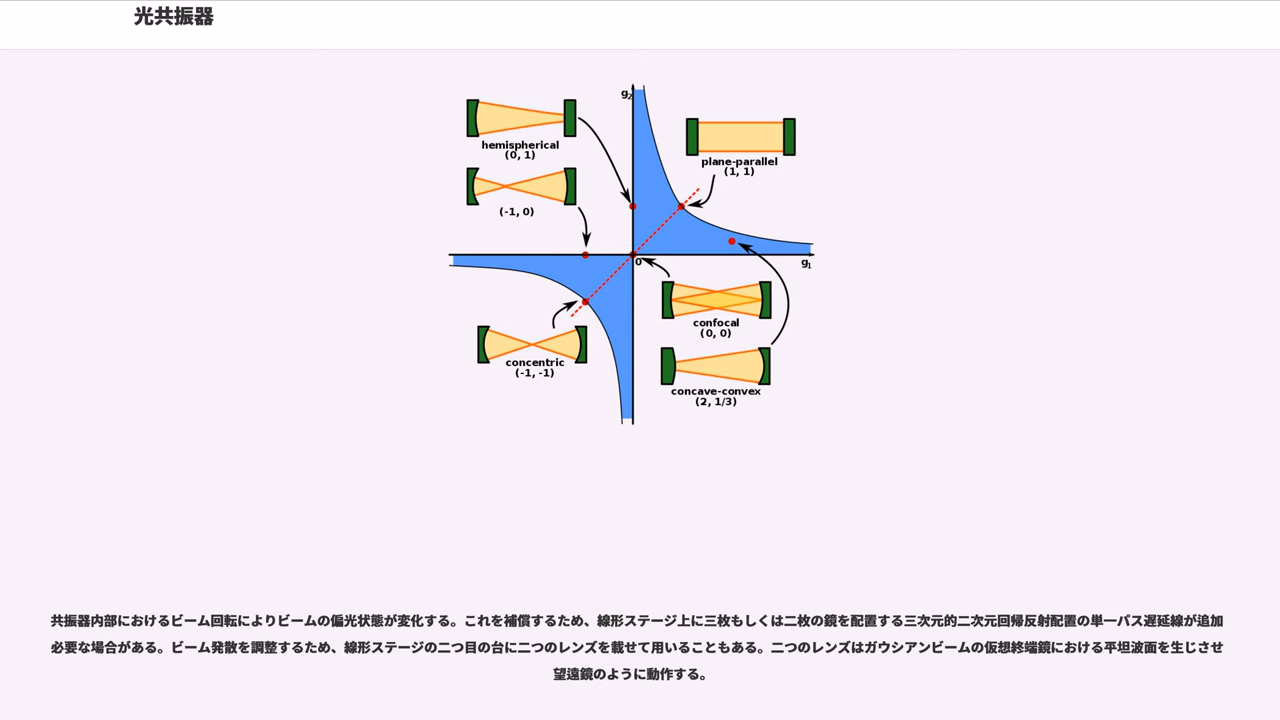 光共振器
g2
hemispherical
(0, 1)
plane-parallel
(1, 1)
(-1, 0)
0
g1
confocal
(0, 0)
concentric
(-1, -1)
concave-convex
(2, 1/3)
共振器内部におけるビーム回転によりビームの偏光状態が変化する。これを補償するため、線形ステージ上に三枚もしくは二枚の鏡を配置する三次元的二次元回帰反射配置の単一パス遅延線が追加
必要な場合がある。ビーム発散を調整するため、線形ステージの二つ目の台に二つのレンズを載せて用いることもある。二つのレンズはガウシアンビームの仮想終端鏡における平坦波面を生じさせ
望遠鏡のように動作する。